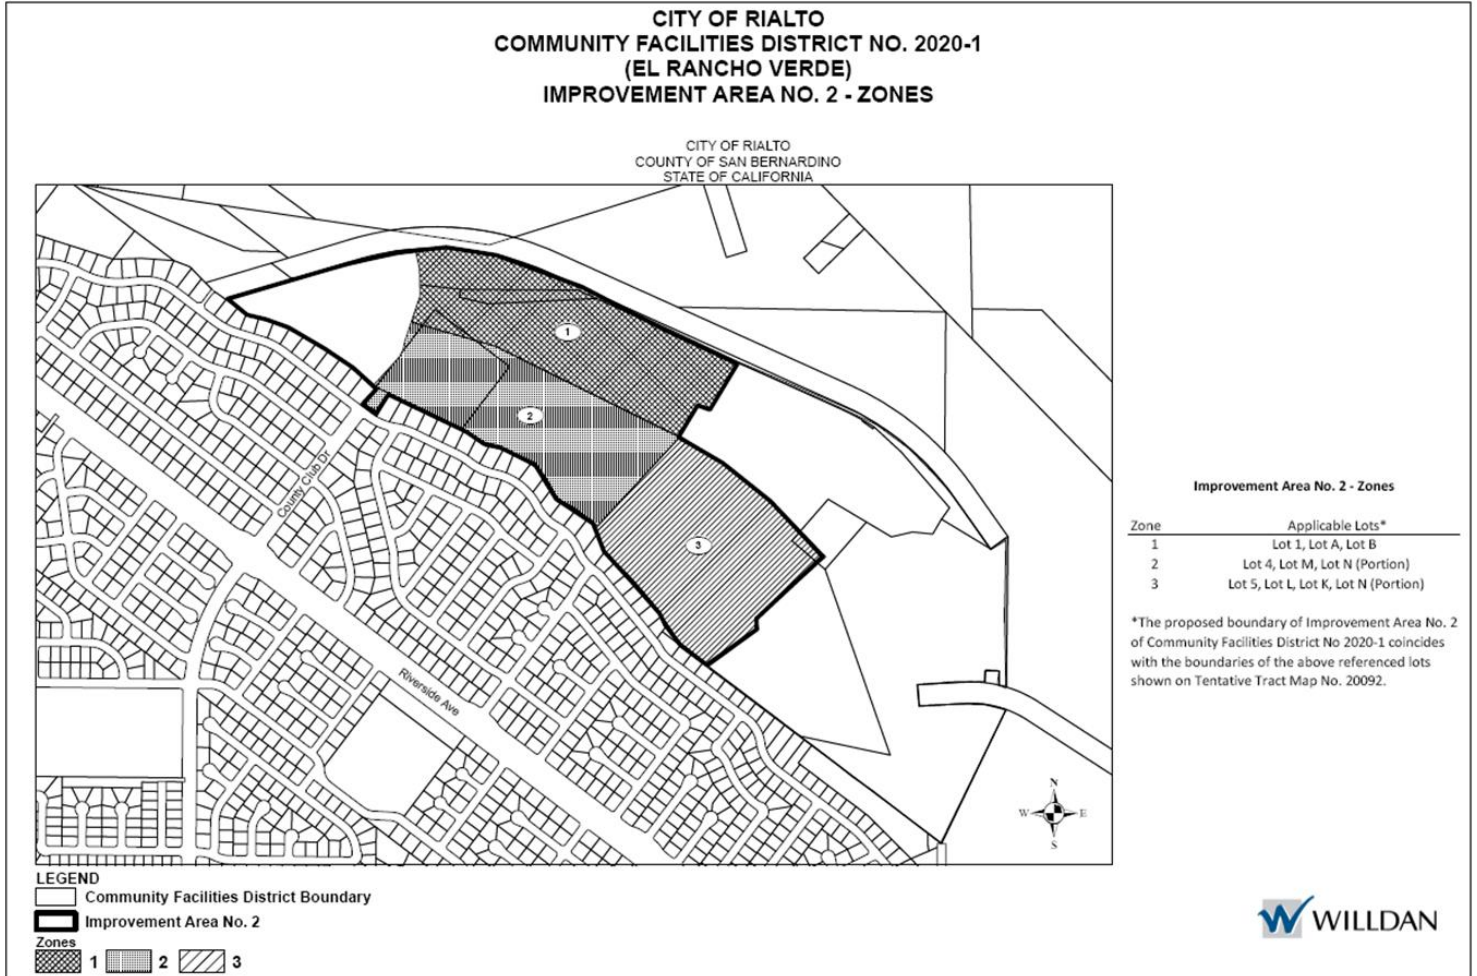 CITY OF RIALTO
COMMUNITY FACILITIES DISTRICT NO. 2020-1
(EL RANCHO VERDE)
IMPROVEMENT AREA NO. 2 - ZONES
CITY OF RIALTO
COUNTY OF SAN BERNARDINO
STATE OF CALIFORNIA
1
2
3
County Club Dr
Riverside Ave
N
W E
S
Improvement Area No. 2 - Zones
Zone Applicable Lots*
1 Lot 1, Lot A, Lot B
2 Lot 4, Lot M, Lot N (Portion)
3 Lot 5, Lot L, Lot K, Lot N (Portion)
*The proposed boundary of Improvement Area No. 2
of Community Facilities District No 2020-1 coincides
with the boundaries of the above referenced lots
shown on Tentative Tract Map No. 20092.
LEGEND
Community Facilities District Boundary
Improvement Area No. 2
Zones
1 2 3
WILLDAN